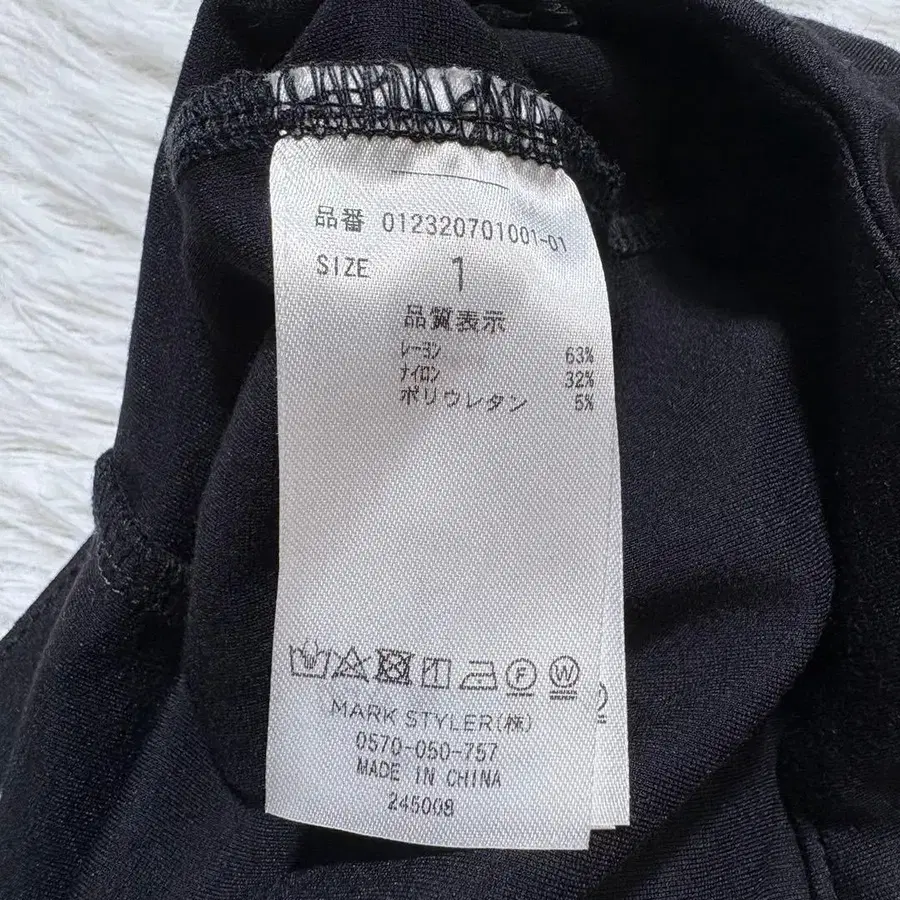 品番 012320701001-01
SIZE 1
品質表示
ﾚｰﾖﾝ 63%
ﾅｲﾛﾝ 32%
ポリウレタン 5%
F W
MARK STYLER(株)
0570-050-757
MADE IN CHINA
245008